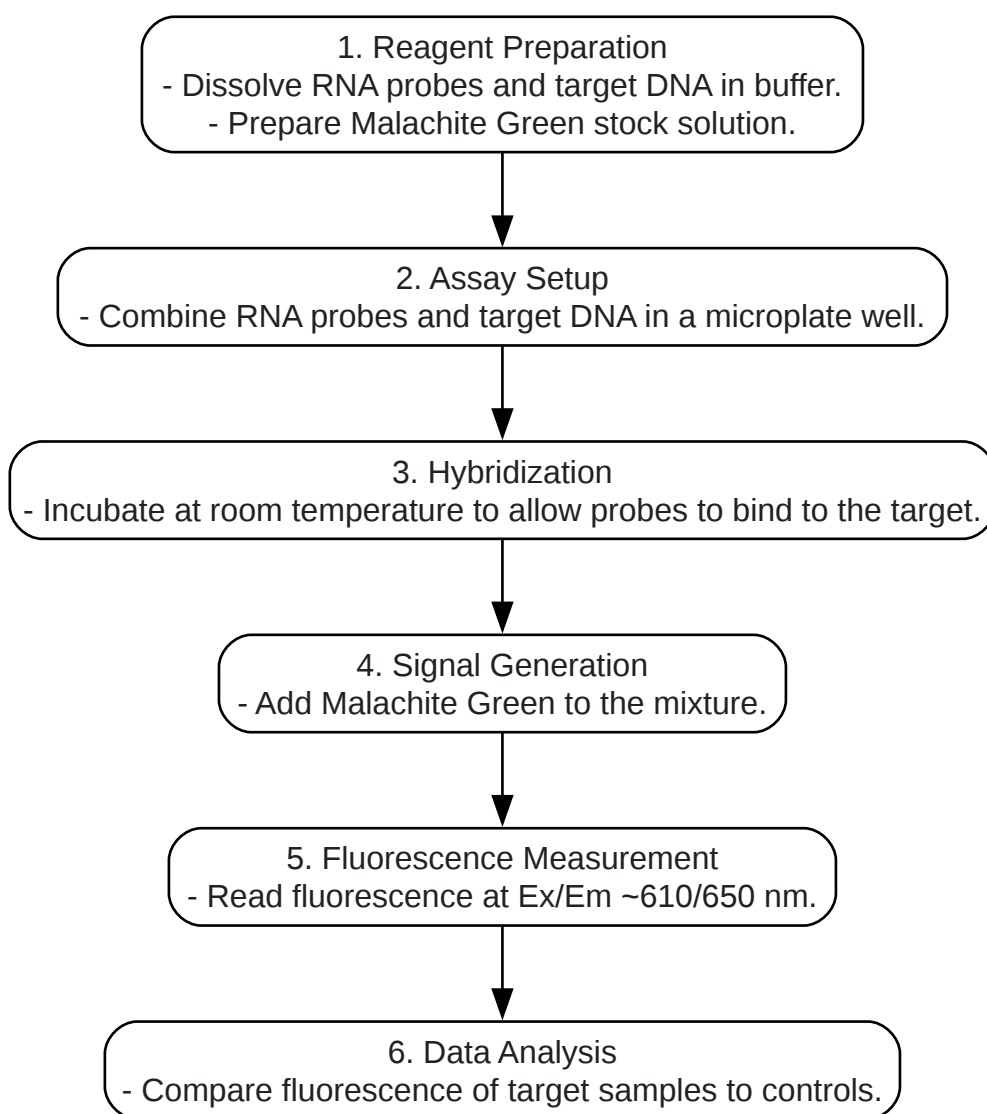 1. Reagent Preparation
- Dissolve RNA probes and target DNA in buffer.
- Prepare Malachite Green stock solution.
2. Assay Setup
- Combine RNA probes and target DNA in a microplate well.
3. Hybridization
- Incubate at room temperature to allow probes to bind to the target.
4. Signal Generation
- Add Malachite Green to the mixture.
5. Fluorescence Measurement
- Read fluorescence at Ex/Em ~610/650 nm.
6. Data Analysis
- Compare fluorescence of target samples to controls.